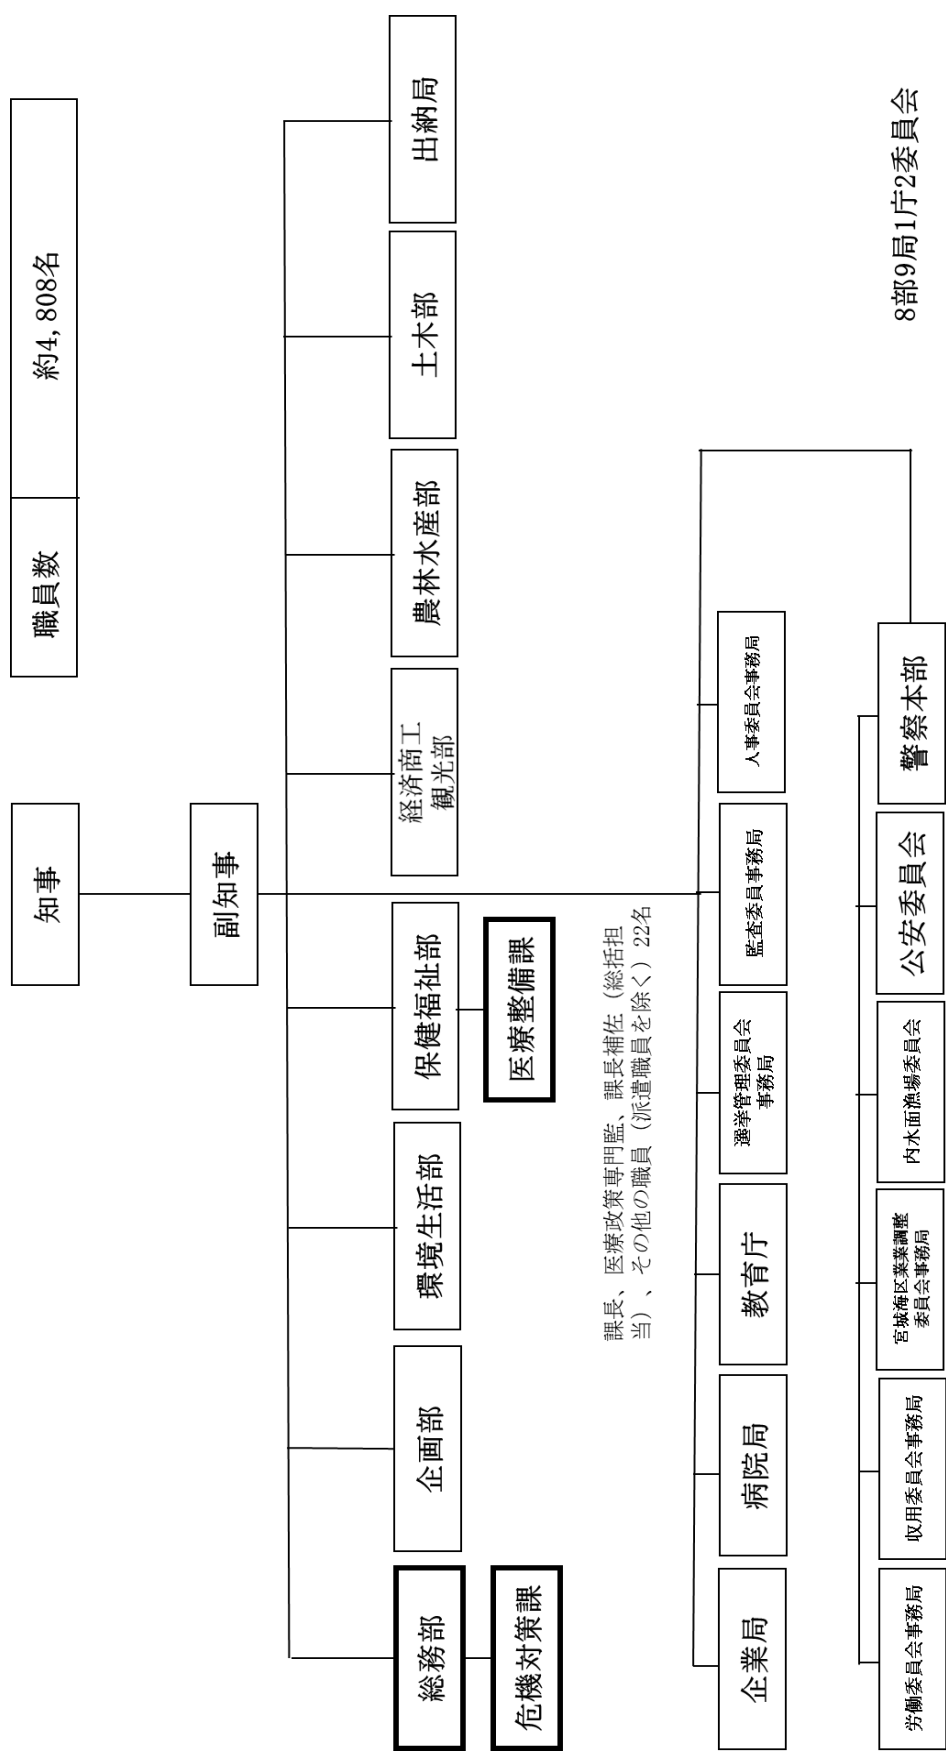 知事
職員数
約4,808名
副知事
総務部
企画部
環境生活部
保健福祉部
経済商工
観光部
農林水産部
土木部
出納局
危機対策課
医療整備課
課長、医療政策専門監、課長補佐（総括担
当）、その他の職員（派遣職員を除く）22名
企業局
病院局
教育庁
選挙管理委員会
事務局
監査委員事務局
人事委員会事務局
労働委員会事務局
収用委員会事務局
宮城海区業業調整
委員会事務局
内水面漁場委員会
公安委員会
警察本部
8部9局1庁2委員会